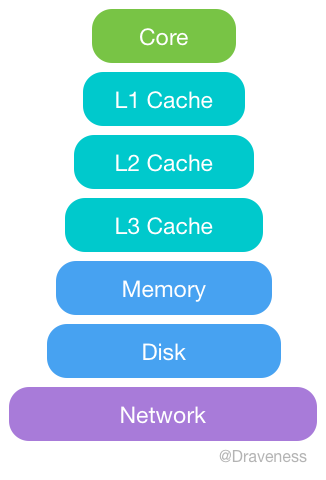 Core
L1 Cache
L2 Cache
L3 Cache
Memory
Disk
Network
@Draveness